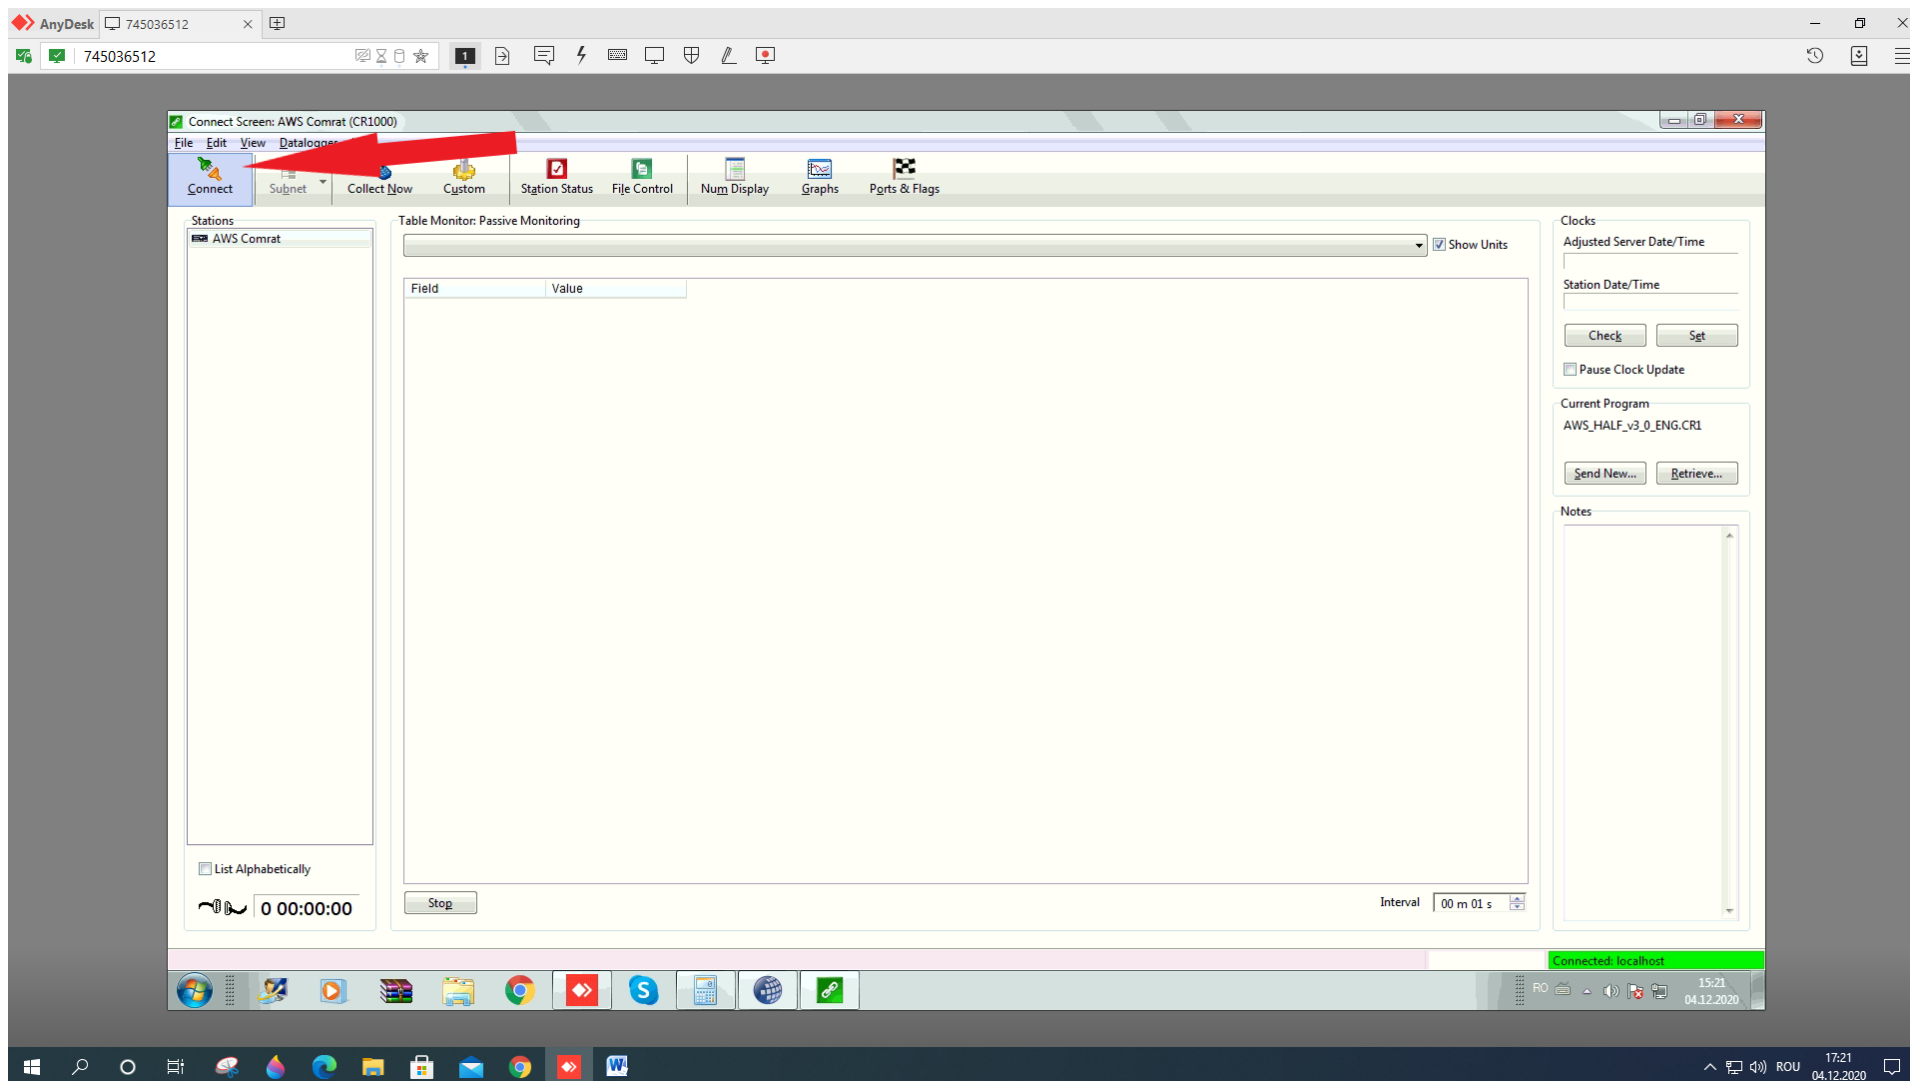 AnyDesk 745036512
745036512
1
Connect Screen: AWS Comrat (CR1000)
File Edit View Datalogger
Connect Subnet Collect Now Custom Station Status File Control Num Display Graphs Ports & Flags
Stations
AWS Comrat
List Alphabetically
0 00:00:00
Table Monitor: Passive Monitoring
Show Units
Field Value
Stop
Interval 00 m 01 s
Clocks
Adjusted Server Date/Time
Station Date/Time
Check Set
Pause Clock Update
Current Program
AWS_HALF_v3_0_ENG.CR1
Send New... Retrieve...
Notes
Connected: localhost
RO
15:21
04.12.2020
ROU
17:21
04.12.2020